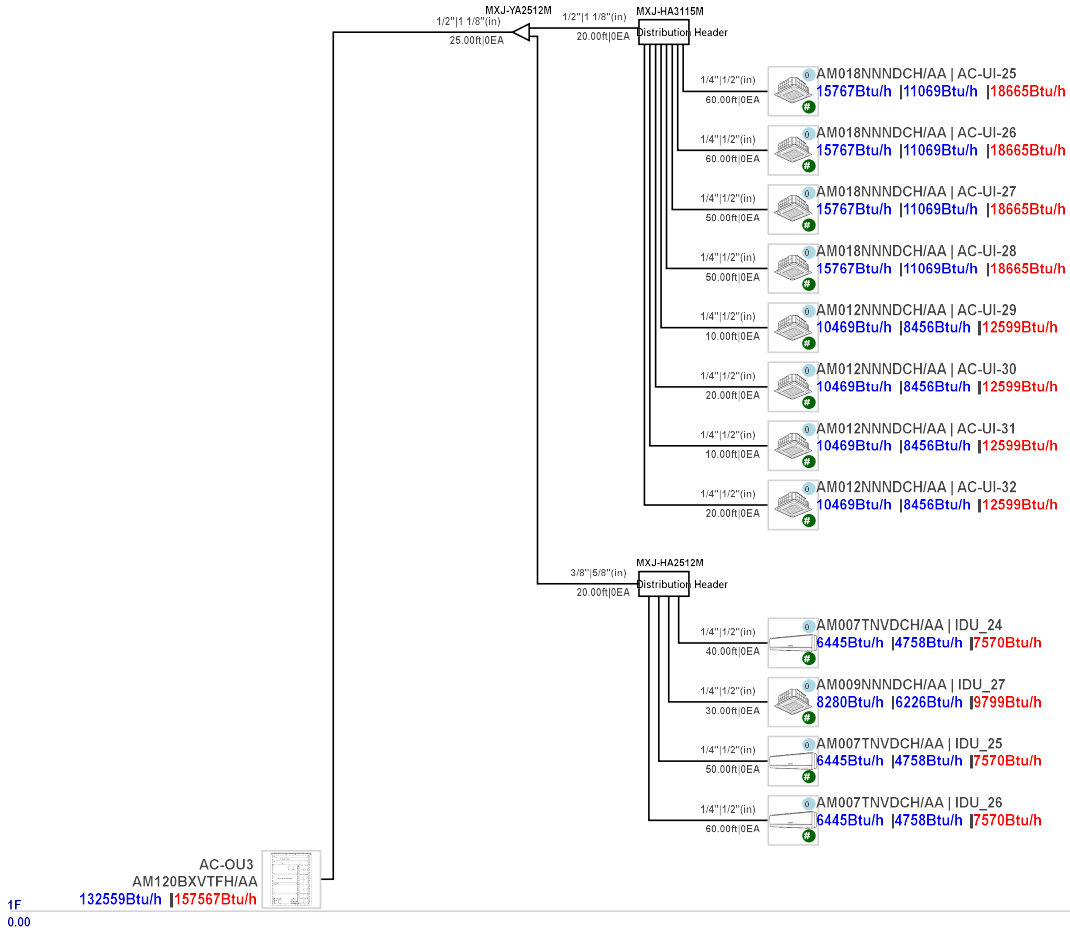 MXJ-YA2512M
1/2"|1 1/8"(in)
25.00ft|0EA
1/2"|1 1/8"(in)
20.00ft|0EA
MXJ-HA3115M
Distribution Header
1/4"|1/2"(in)
60.00ft|0EA
0
#
AM018NNNDCH/AA | AC-UI-25
15767Btu/h |11069Btu/h |18665Btu/h
1/4"|1/2"(in)
60.00ft|0EA
0
#
AM018NNNDCH/AA | AC-UI-26
15767Btu/h |11069Btu/h |18665Btu/h
1/4"|1/2"(in)
50.00ft|0EA
0
#
AM018NNNDCH/AA | AC-UI-27
15767Btu/h |11069Btu/h |18665Btu/h
1/4"|1/2"(in)
50.00ft|0EA
0
#
AM018NNNDCH/AA | AC-UI-28
15767Btu/h |11069Btu/h |18665Btu/h
1/4"|1/2"(in)
10.00ft|0EA
0
#
AM012NNNDCH/AA | AC-UI-29
10469Btu/h |8456Btu/h |12599Btu/h
1/4"|1/2"(in)
20.00ft|0EA
0
#
AM012NNNDCH/AA | AC-UI-30
10469Btu/h |8456Btu/h |12599Btu/h
1/4"|1/2"(in)
10.00ft|0EA
0
#
AM012NNNDCH/AA | AC-UI-31
10469Btu/h |8456Btu/h |12599Btu/h
1/4"|1/2"(in)
20.00ft|0EA
0
#
AM012NNNDCH/AA | AC-UI-32
10469Btu/h |8456Btu/h |12599Btu/h
3/8"|5/8"(in)
20.00ft|0EA
MXJ-HA2512M
Distribution Header
1/4"|1/2"(in)
40.00ft|0EA
0
#
AM007TNVDCH/AA | IDU_24
6445Btu/h |4758Btu/h |7570Btu/h
1/4"|1/2"(in)
30.00ft|0EA
0
#
AM009NNNDCH/AA | IDU_27
8280Btu/h |6226Btu/h |9799Btu/h
1/4"|1/2"(in)
50.00ft|0EA
0
#
AM007TNVDCH/AA | IDU_25
6445Btu/h |4758Btu/h |7570Btu/h
1/4"|1/2"(in)
60.00ft|0EA
0
#
AM007TNVDCH/AA | IDU_26
6445Btu/h |4758Btu/h |7570Btu/h
AC-OU3
AM120BXVTFH/AA
132559Btu/h |157567Btu/h
1F
0.00